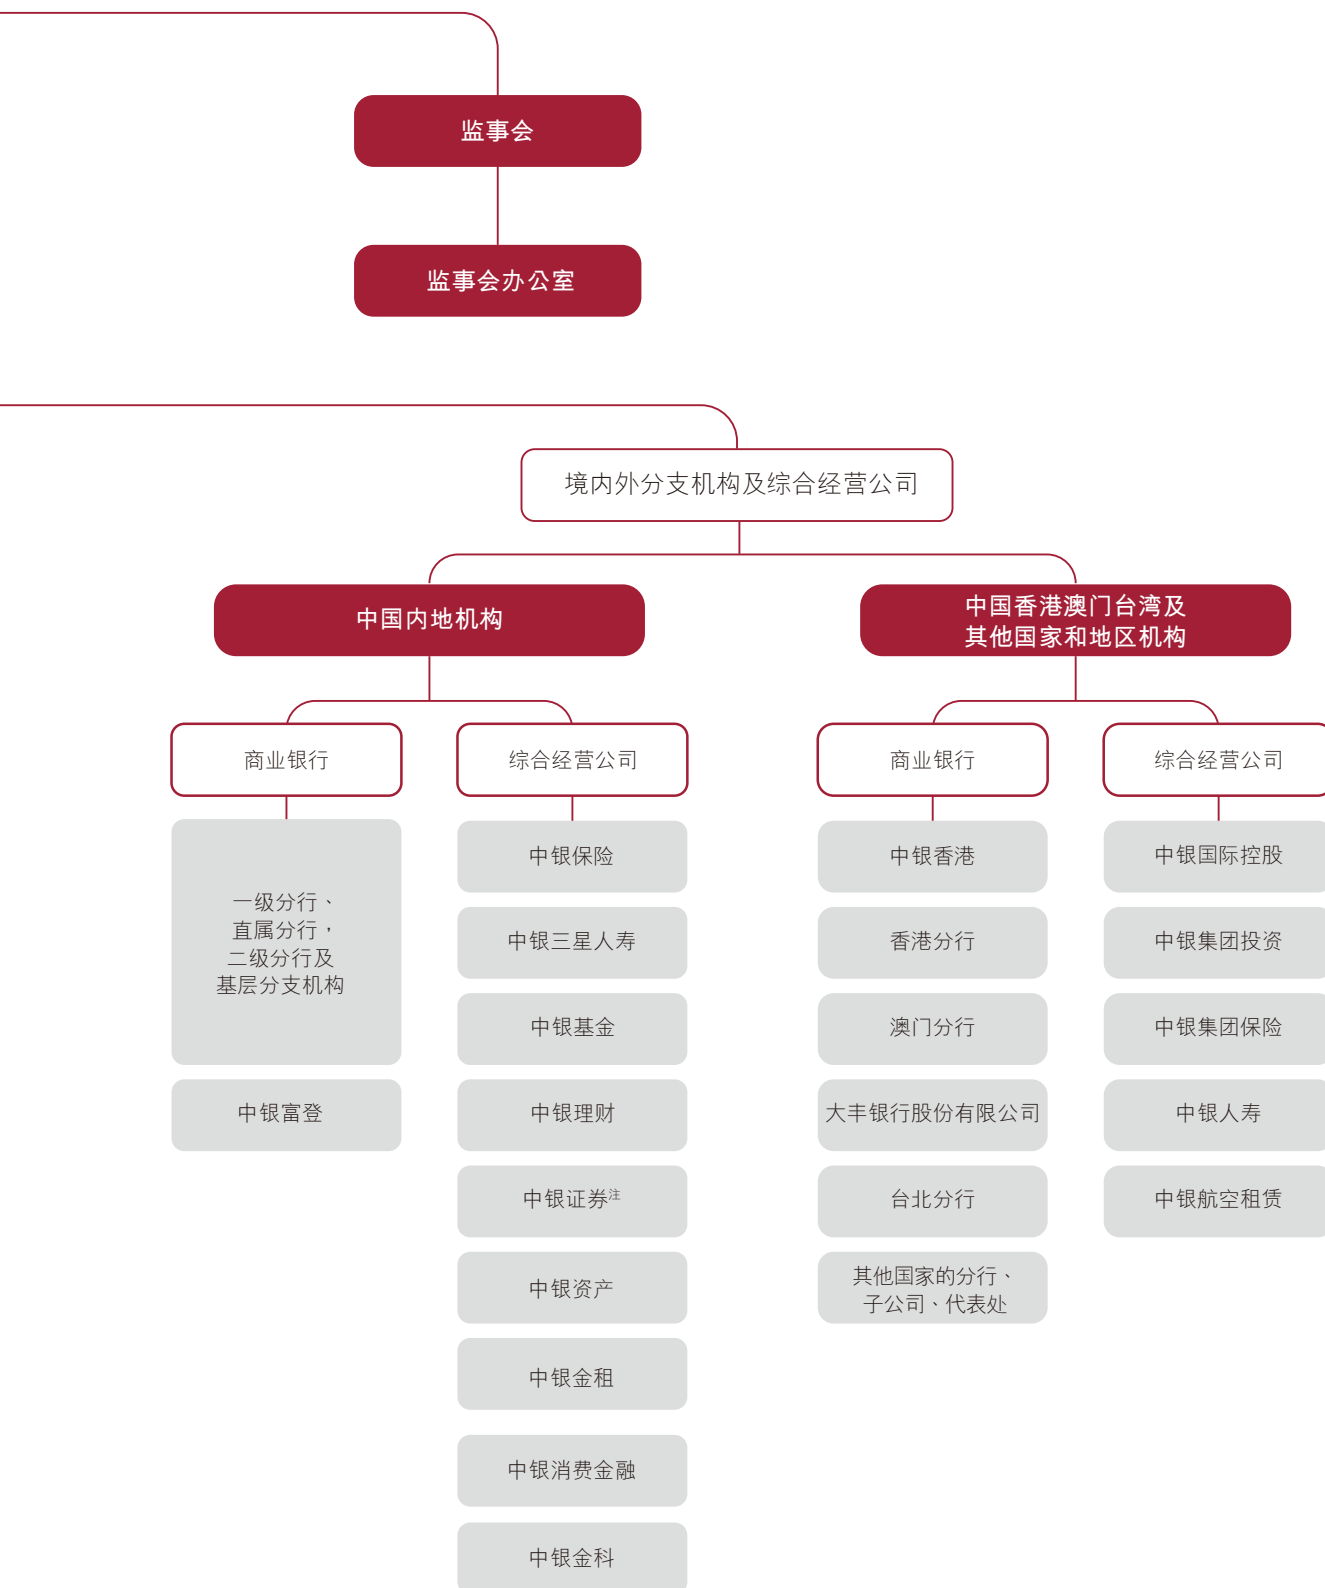 监事会
监事会办公室
境内外分支机构及综合经营公司
中国内地机构
商业银行
一级分行、
直属分行，
二级分行及
基层分支机构
中银富登
综合经营公司
中银保险
中银三星人寿
中银基金
中银理财
中银证券注
中银资产
中银金租
中银消费金融
中银金科
中国香港澳门台湾及
其他国家和地区机构
商业银行
中银香港
香港分行
澳门分行
大丰银行股份有限公司
台北分行
其他国家的分行、
子公司、代表处
综合经营公司
中银国际控股
中银集团投资
中银集团保险
中银人寿
中银航空租赁